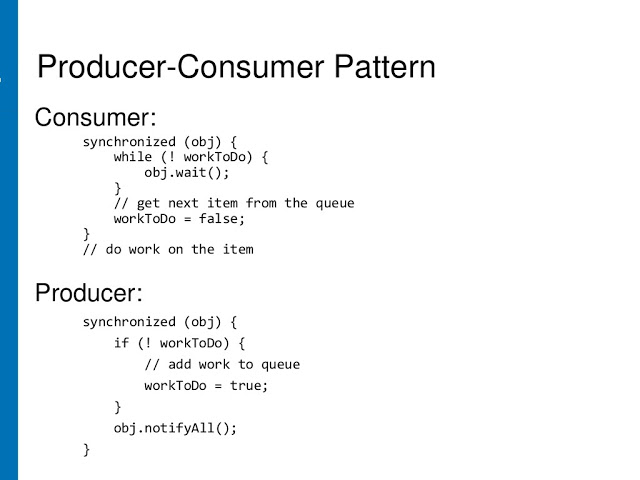 Producer-Consumer Pattern
Consumer:
synchronized (obj) {
    while (! workToDo) {
        obj.wait();
    }
    // get next item from the queue
    workToDo = false;
}
// do work on the item
Producer:
synchronized (obj) {
    if (! workToDo) {
        // add work to queue
        workToDo = true;
    }
    obj.notifyAll();
}